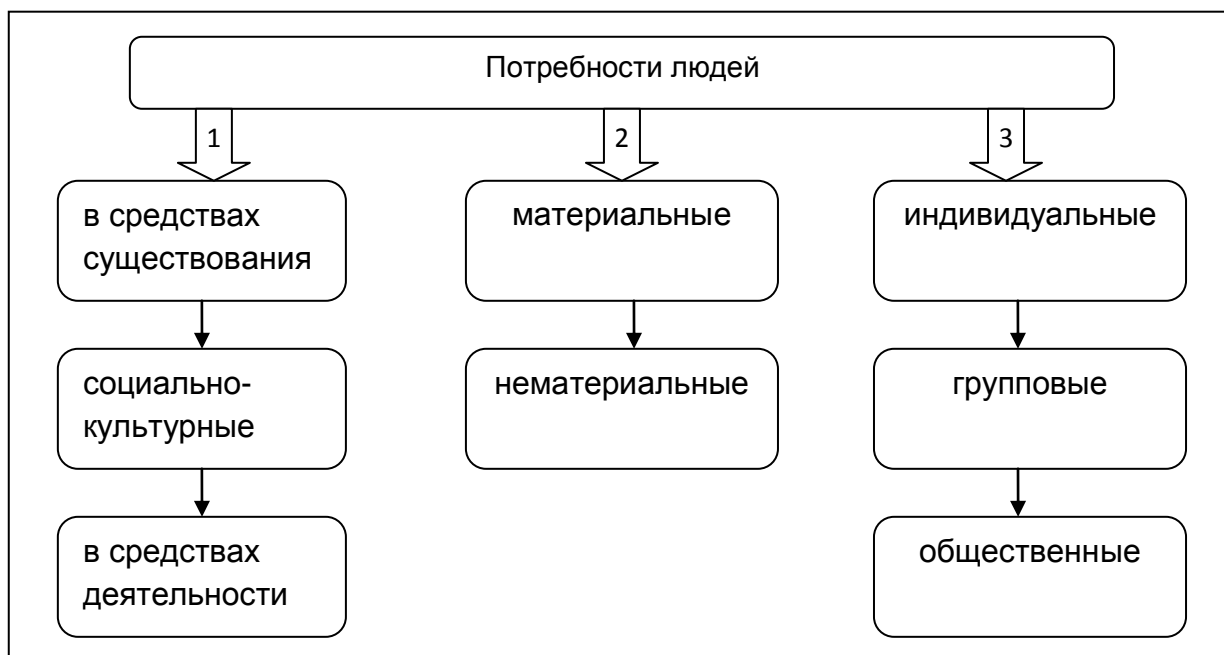 Потребности людей
1
2
3
в средствах
существования
материальные
индивидуальные
социально-
культурные
нематериальные
групповые
в средствах
деятельности
общественные